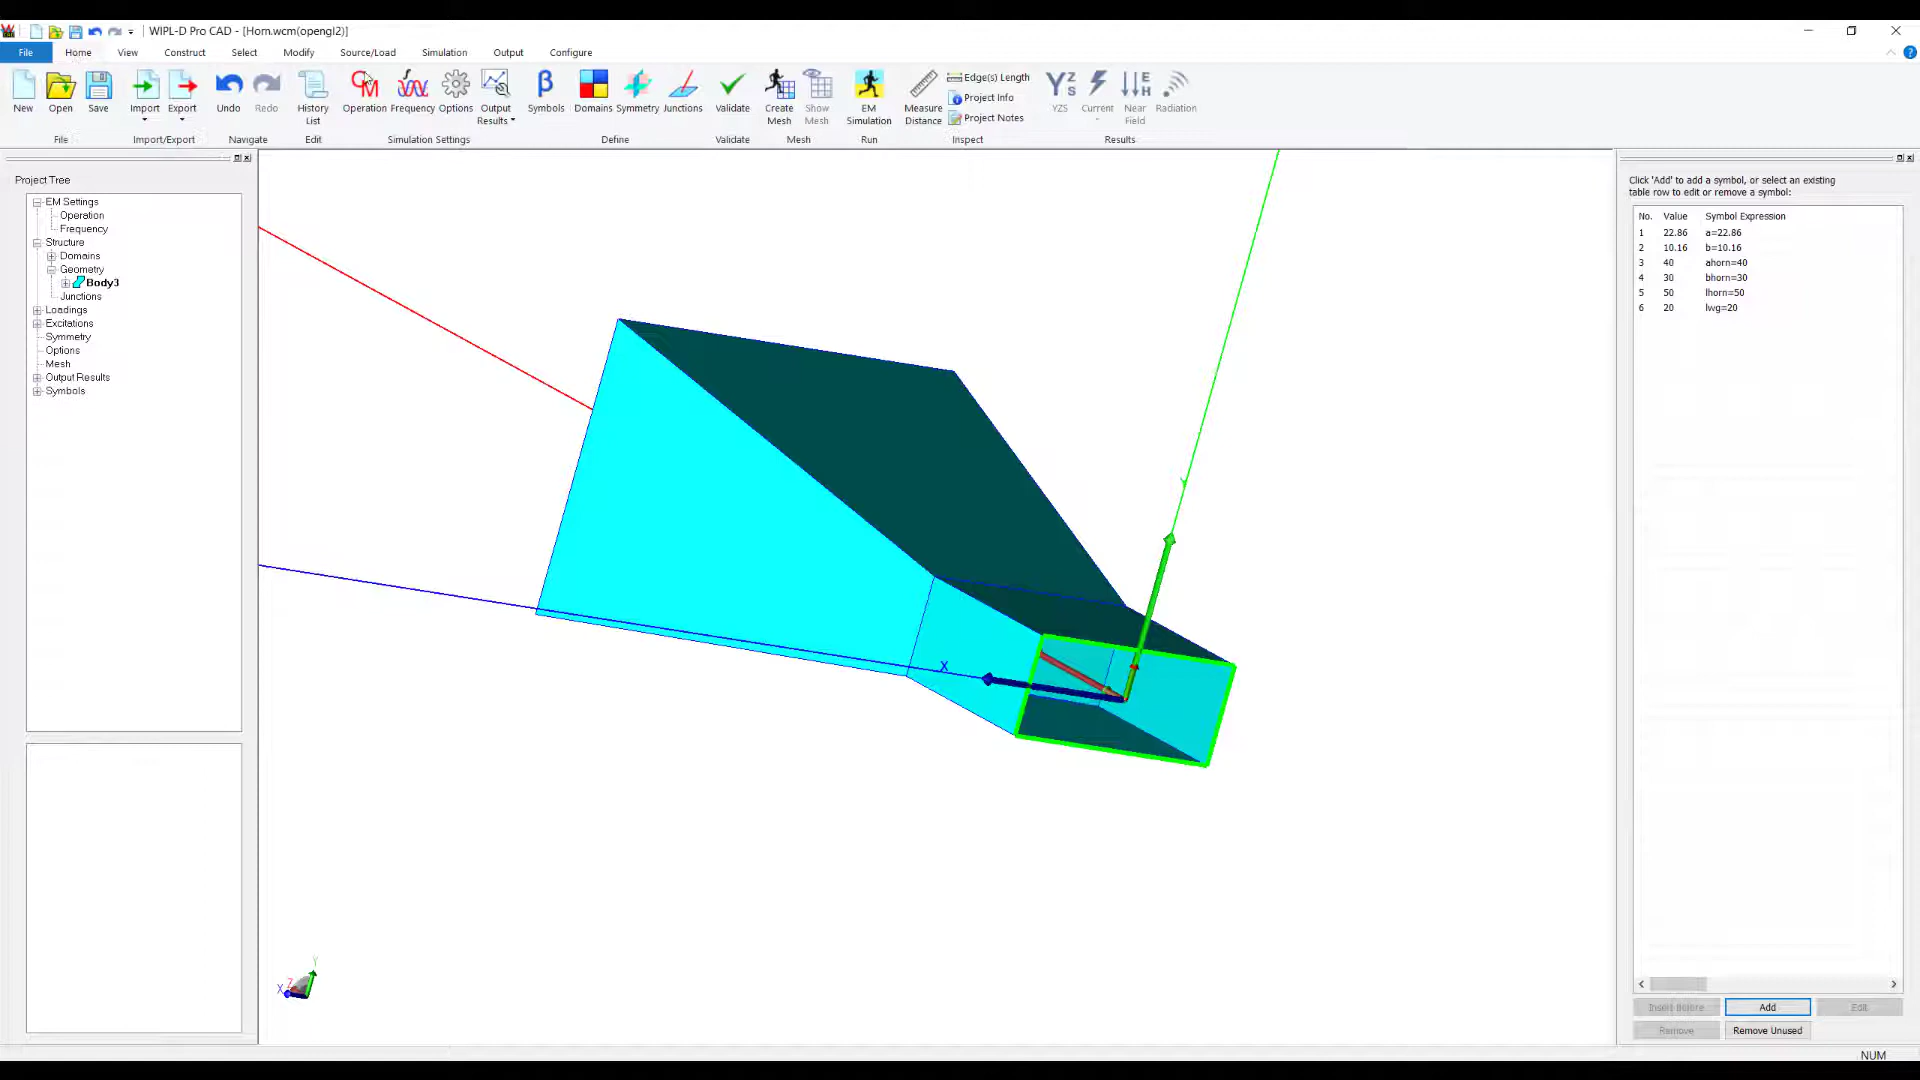 WIPL-D Pro CAD - [Horn.wcm(opengl2)]
File Home View Construct Select Modify Source/Load Simulation Output Configure
New Open Save Import Export Undo Redo History List Operation Frequency Options Output Results Symbols Domains Symmetry Junctions Validate Create Mesh Show Mesh EM Simulation Measure Distance Edge(s) Length YZS Current Near Field Radiation
Project Info
Project Notes
File Import/Export Navigate Edit Simulation Settings Define Validate Mesh Run Inspect Results
Project Tree
EM Settings
Operation
Frequency
Structure
Domains
Geometry
Body3
Junctions
Loadings
Excitations
Symmetry
Options
Mesh
Output Results
Symbols
Y
X
Y
Z
X
Click 'Add' to add a symbol, or select an existing
table row to edit or remove a symbol:
No. Value Symbol Expression
1 22.86 a=22.86
2 10.16 b=10.16
3 40 ahorn=40
4 30 bhorn=30
5 50 lhorn=50
6 20 lwg=20
Insert Before Add Edit
Remove Remove Unused
NUM